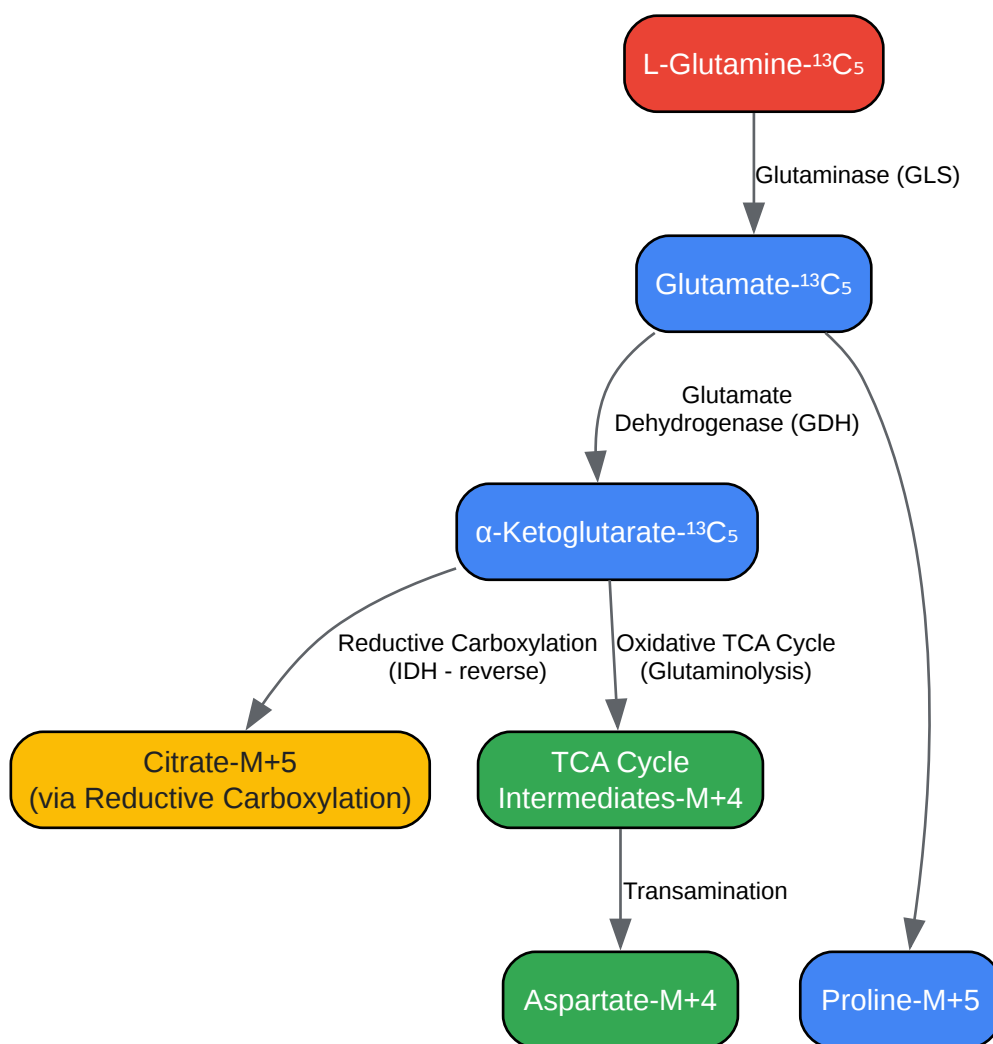 L-Glutamine-¹³C₅
Glutaminase (GLS)
Glutamate-¹³C₅
Glutamate
Dehydrogenase (GDH)
α-Ketoglutarate-¹³C₅
Reductive Carboxylation
(IDH - reverse)
Oxidative TCA Cycle
(Glutaminolysis)
Citrate-M+5
(via Reductive Carboxylation)
TCA Cycle
Intermediates-M+4
Transamination
Aspartate-M+4
Proline-M+5